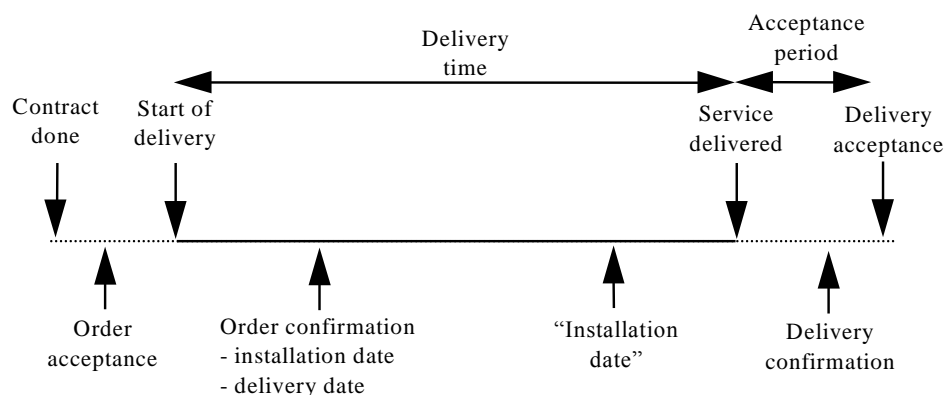 Delivery
time
Acceptance
period
Contract
done
Start of
delivery
Service
delivered
Delivery
acceptance
Order
acceptance
Order confirmation
- installation date
- delivery date
“Installation
date”
Delivery
confirmation